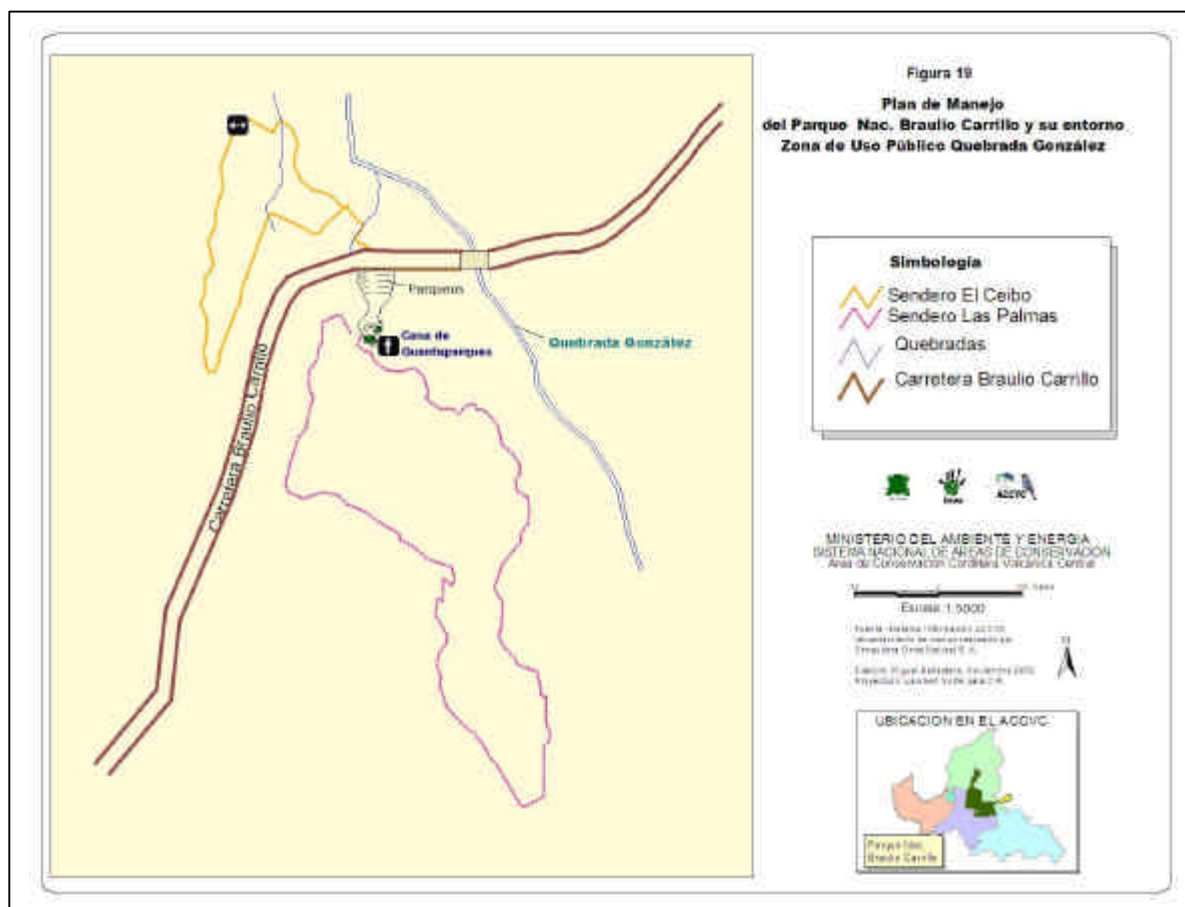 Figura 19
Plan de Manejo
del Parque Nac. Braulio Carrillo y su entorno
Zona de Uso Público Quebrada González
Parqueos
Casa de
Guardaparques
Quebrada González
Carretera Braulio Carrillo
Simbología
Sendero El Ceibo
Sendero Las Palmas
Quebradas
Carretera Braulio Carrillo
ACCVC
MINISTERIO DEL AMBIENTE Y ENERGIA
SISTEMA NACIONAL DE AREAS DE CONSERVACIÓN
Area de Conservación Cordillera Volcánica Central
Escala 1:5000
N
UBICACION EN EL ACCVC
Parque Nac.
Braulio Carrillo